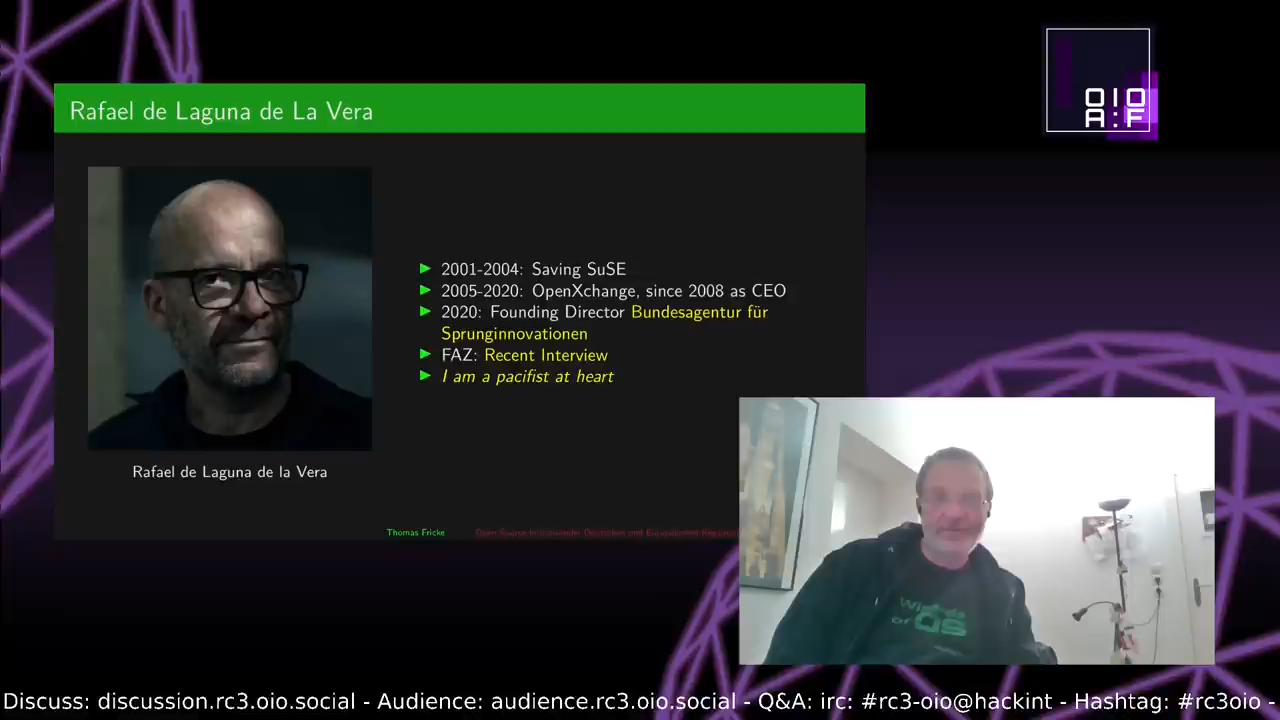 Rafael de Laguna de La Vera
OIO
A:F
2001-2004: Saving SuSE
2005-2020: OpenXchange, since 2008 as CEO
2020: Founding Director Bundesagentur für
Sprunginnovationen
FAZ: Recent Interview
I am a pacifist at heart
Rafael de Laguna de la Vera
Thomas Fricke
of QS
Discuss: discussion.rc3.oio.social - Audience: audience.rc3.oio.social - Q&A: irc: #rc3-oio@hackint - Hashtag: #rc3oio -